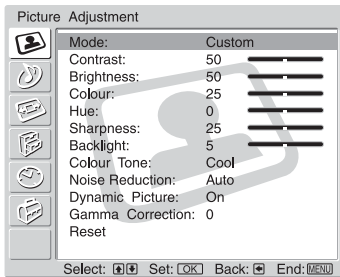 Picture Adjustment
Mode: Custom
Contrast: 50
Brightness: 50
Colour: 25
Hue: 0
Sharpness: 25
Backlight: 5
Colour Tone: Cool
Noise Reduction: Auto
Dynamic Picture: On
Gamma Correction: 0
Reset
Select: Set: OK Back: End: MENU